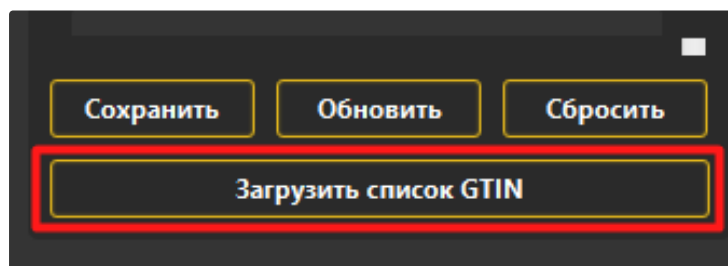 Сохранить Обновить Сбросить
Загрузить список GTIN